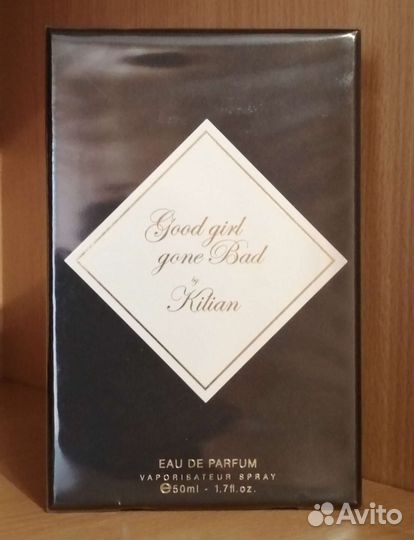 Good girl
gone Bad
by
Kilian
EAU DE PARFUM
VAPORISATEUR SPRAY
℮50ml - 1.7fl.oz.
Avito